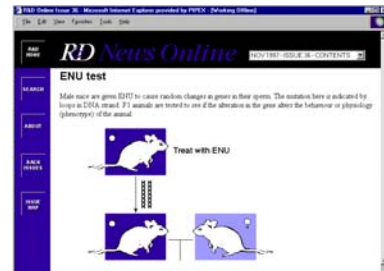 R&D Online Issue 36 - Microsoft Internet Explorer provided by PIPEX - [Working Offline]
File Edit View Favorites Tools Help
R&D HOME
R&D News Online
NOV 1997 - ISSUE 36 - CONTENTS
SEARCH
ABOUT
BACK ISSUES
ENU test
Male mice are given ENU to cause random changes in genes in their sperm. The mutation here is indicated by
loops in DNA strand. F1 animals are tested to see if the alteration in the gene alters the behaviour or physiology
(phenotype) of the animal.
Treat with ENU